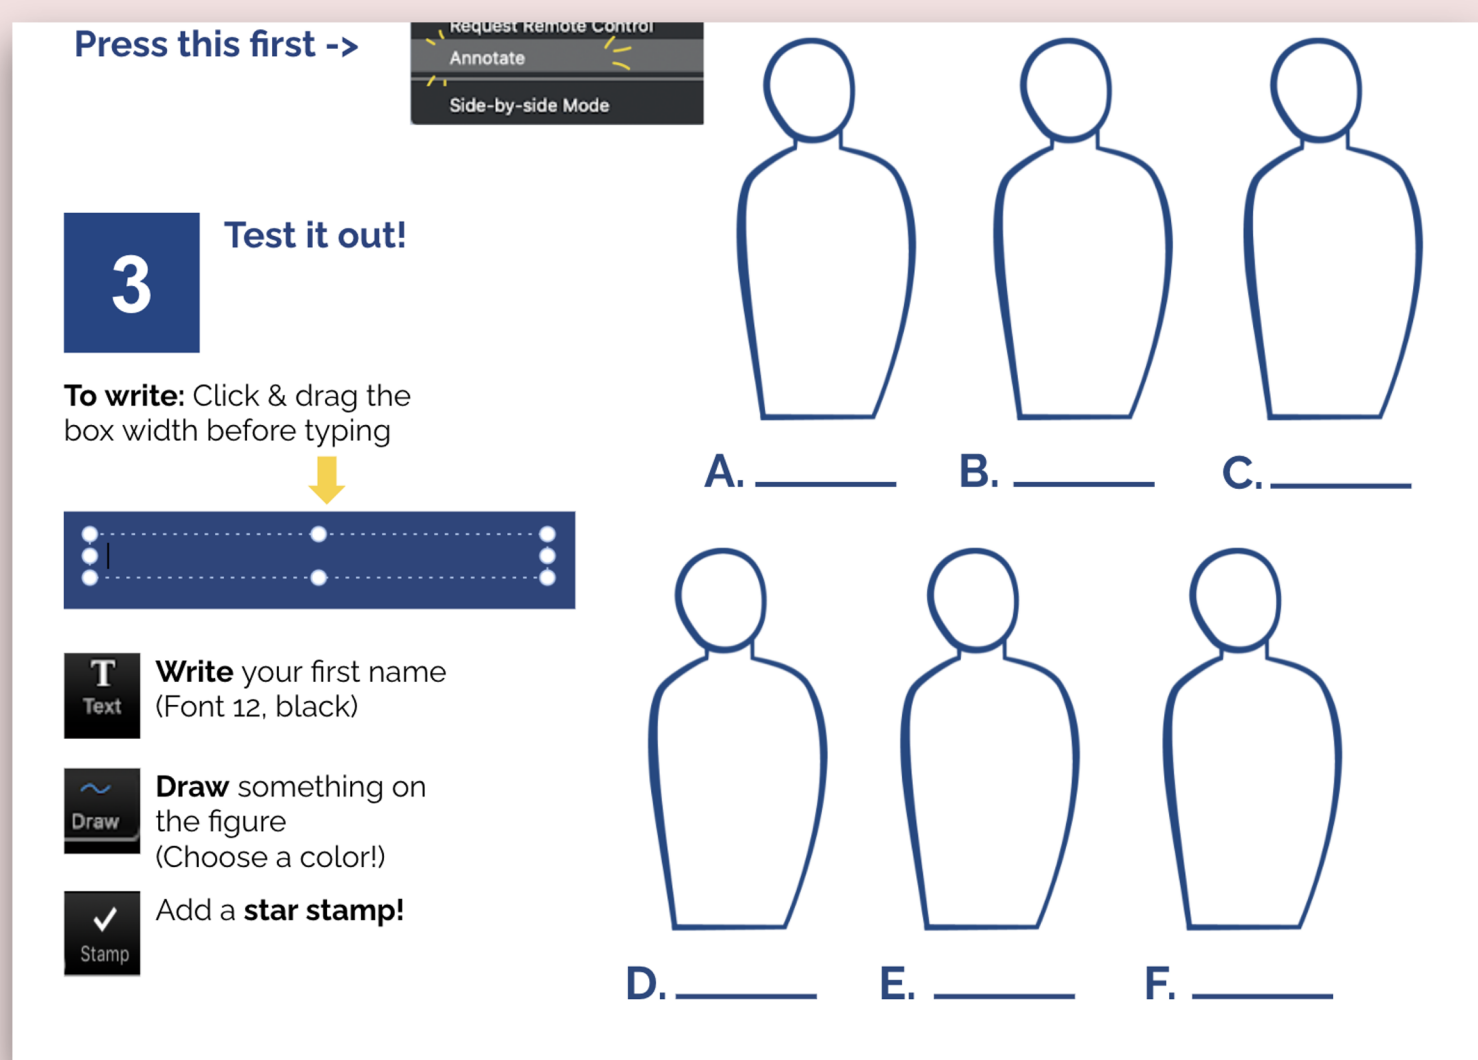 Press this first ->
Request Remote Control
Annotate
Side-by-side Mode
3
Test it out!
To write: Click & drag the
box width before typing
T
Text
Write your first name
(Font 12, black)
Draw
Draw something on
the figure
(Choose a color!)
Stamp
Add a star stamp!
A. B. C.
D. E. F.